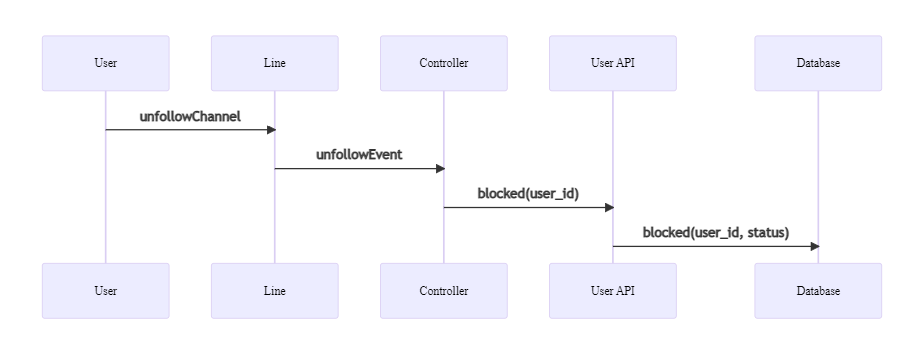 User
Line
Controller
User API
Database
unfollowChannel
unfollowEvent
blocked(user_id)
blocked(user_id, status)
User
Line
Controller
User API
Database